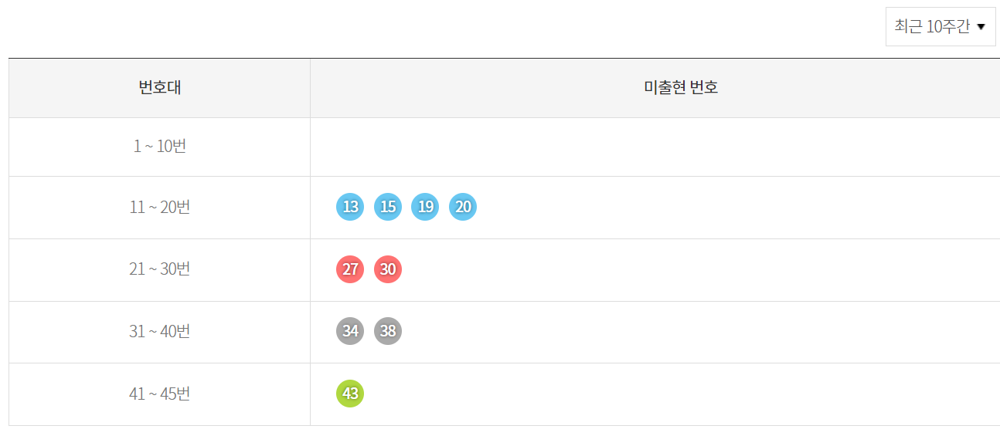 최근 10주간
번호대 미출현 번호
1 ~ 10번
11 ~ 20번 13 15 19 20
21 ~ 30번 27 30
31 ~ 40번 34 38
41 ~ 45번 43